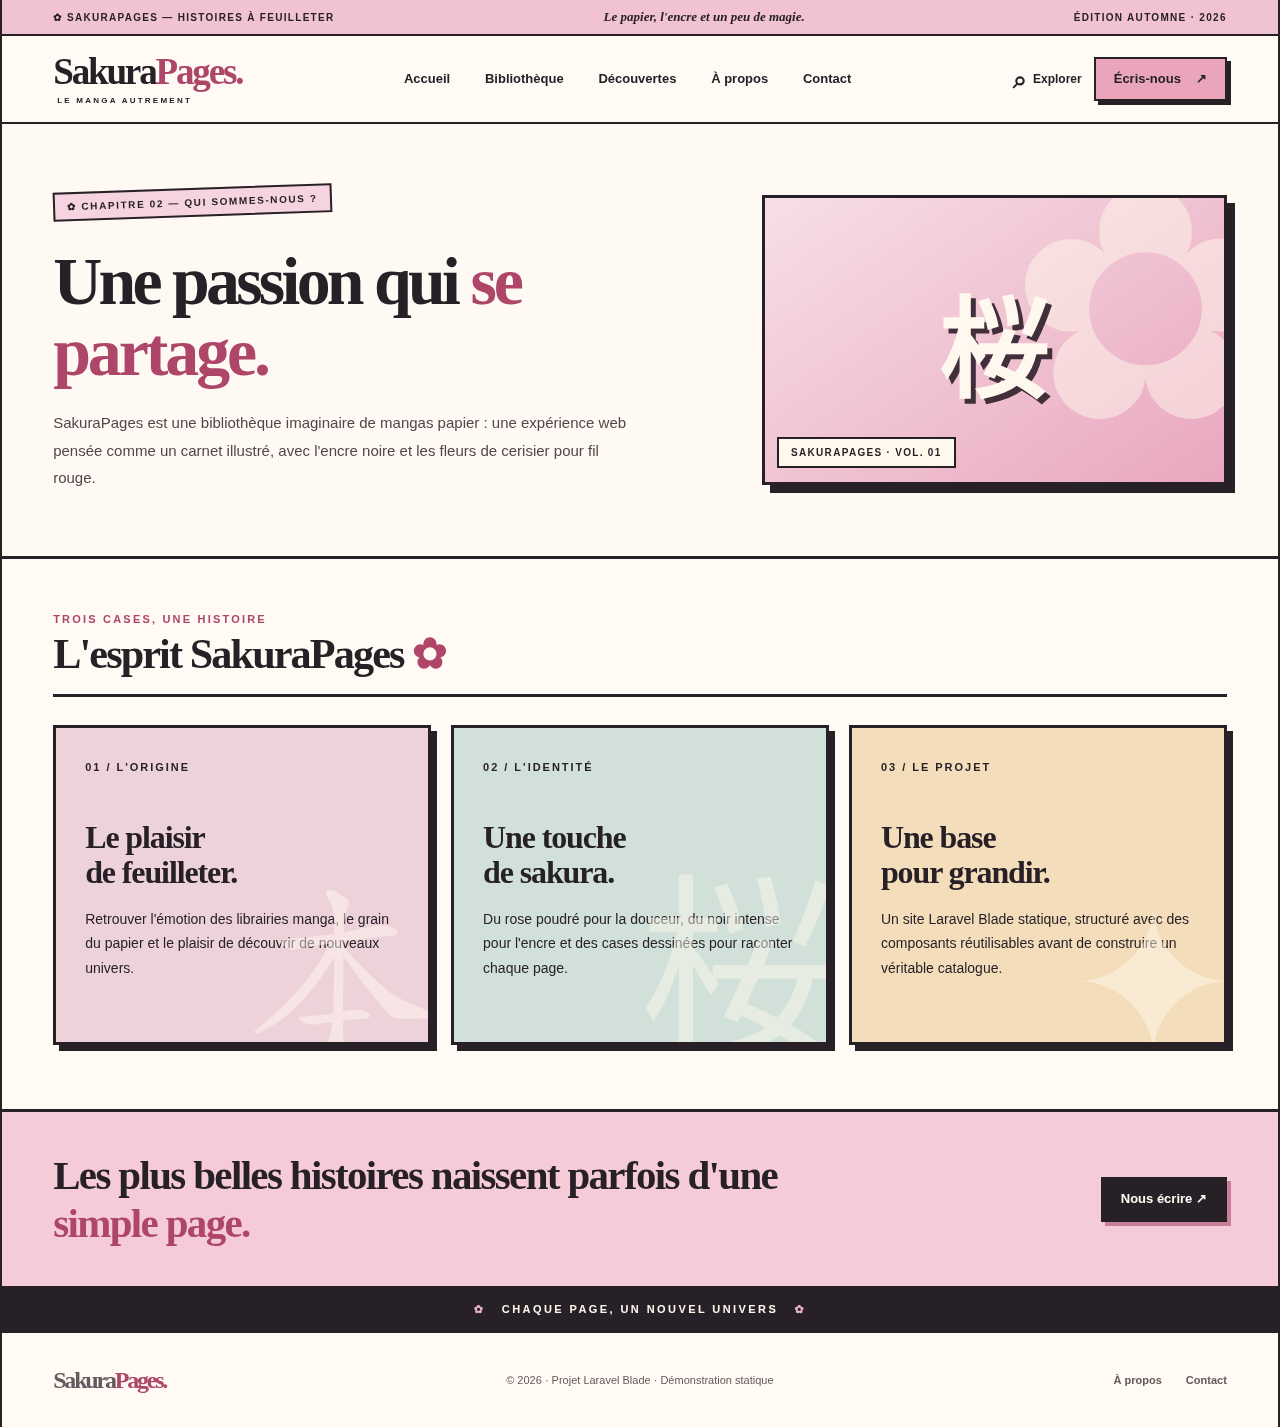 ✿ SAKURAPAGES — HISTOIRES À FEUILLETER
Le papier, l'encre et un peu de magie.
ÉDITION AUTOMNE · 2026
SakuraPages.
LE MANGA AUTREMENT
Accueil
Bibliothèque
Découvertes
À propos
Contact
⌕ Explorer
Écris-nous ↗
✿ CHAPITRE 02 — QUI SOMMES-NOUS ?
Une passion qui se
partage.
SakuraPages est une bibliothèque imaginaire de mangas papier : une expérience web
pensée comme un carnet illustré, avec l'encre noire et les fleurs de cerisier pour fil
rouge.
桜
SAKURAPAGES · VOL. 01
TROIS CASES, UNE HISTOIRE
L'esprit SakuraPages ✿
01 / L'ORIGINE
Le plaisir
de feuilleter.
Retrouver l'émotion des librairies manga, le grain
du papier et le plaisir de découvrir de nouveaux
univers.
本
02 / L'IDENTITÉ
Une touche
de sakura.
Du rose poudré pour la douceur, du noir intense
pour l'encre et des cases dessinées pour raconter
chaque page.
桜
03 / LE PROJET
Une base
pour grandir.
Un site Laravel Blade statique, structuré avec des
composants réutilisables avant de construire un
véritable catalogue.
✦
Les plus belles histoires naissent parfois d'une
simple page.
Nous écrire ↗
✿ CHAQUE PAGE, UN NOUVEL UNIVERS ✿
SakuraPages.
© 2026 · Projet Laravel Blade · Démonstration statique
À propos
Contact